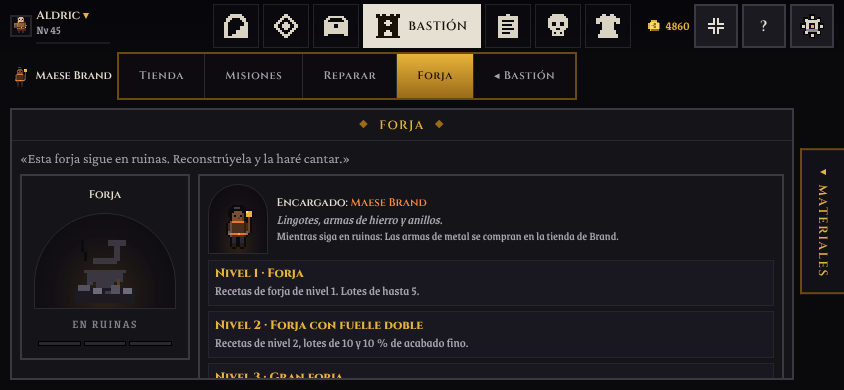 ALDRIC ▾
Nv 45
BASTIÓN
4860
?
MAESE BRAND
TIENDA
MISIONES
REPARAR
FORJA
◂ BASTIÓN
FORJA
«Esta forja sigue en ruinas. Reconstrúyela y la haré cantar.»
FORJA
EN RUINAS
ENCARGADO: MAESE BRAND
Lingotes, armas de hierro y anillos.
Mientras siga en ruinas: Las armas de metal se compran en la tienda de Brand.
NIVEL 1 · FORJA
Recetas de forja de nivel 1. Lotes de hasta 5.
NIVEL 2 · FORJA CON FUELLE DOBLE
Recetas de nivel 2, lotes de 10 y 10 % de acabado fino.
NIVEL 3 · GRAN FORJA
◂ MATERIALES